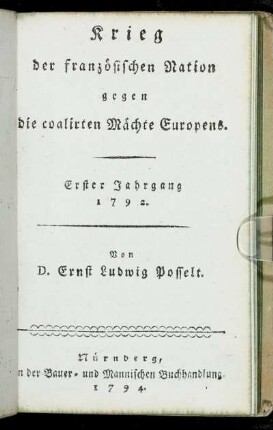 Krieg
der französischen Nation
gegen
die coalirten Mächte Europens.
Erster Jahrgang
1792.
Von
D. Ernst Ludwig Posselt.
Nürnberg,
n der Bauer- und Mannischen Buchhandlung.
1794.